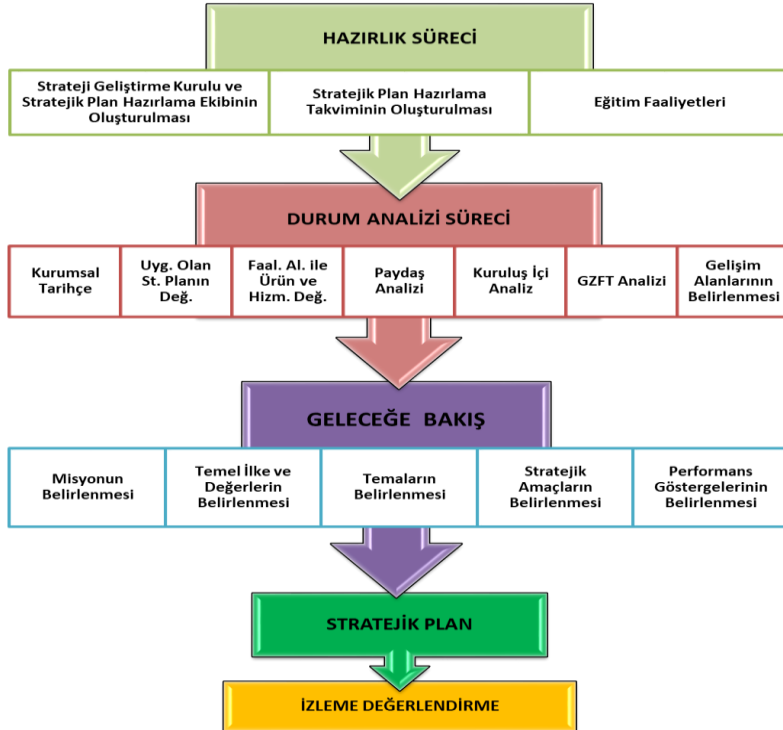 HAZIRLIK SÜRECİ
Strateji Geliştirme Kurulu ve
Stratejik Plan Hazırlama Ekibinin
Oluşturulması
Stratejik Plan Hazırlama
Takviminin Oluşturulması
Eğitim Faaliyetleri
DURUM ANALİZİ SÜRECİ
Kurumsal
Tarihçe
Uyg. Olan
St. Planın
Değ.
Faal. Al. ile
Ürün ve
Hizm. Değ.
Paydaş
Analizi
Kuruluş İçi
Analiz
GZFT Analizi
Gelişim
Alanlarının
Belirlenmesi
GELECEĞE BAKIŞ
Misyonun
Belirlenmesi
Temel İlke ve
Değerlerin
Belirlenmesi
Temaların
Belirlenmesi
Stratejik
Amaçların
Belirlenmesi
Performans
Göstergelerinin
Belirlenmesi
STRATEJİK PLAN
İZLEME DEĞERLENDİRME